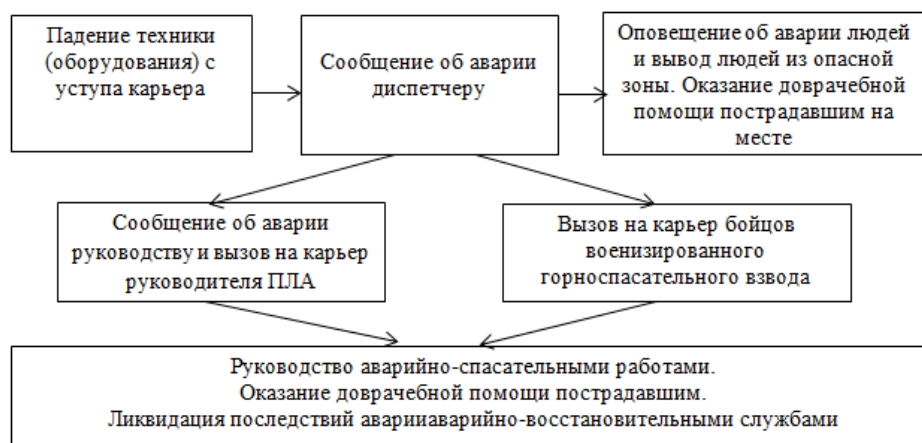 Падение техники
(оборудования) с
уступа карьера
Сообщение об аварии
диспетчеру
Оповещение об аварии людей
и вывод людей из опасной
зоны. Оказание доврачебной
помощи пострадавшим на
месте
Сообщение об аварии
руководству и вызов на карьер
руководителя ПЛА
Вызов на карьер бойцов
военизированного
горноспасательного взвода
Руководство аварийно-спасательными работами.
Оказание доврачебной помощи пострадавшим.
Ликвидация последствий аварииаварийно-восстановительными службами